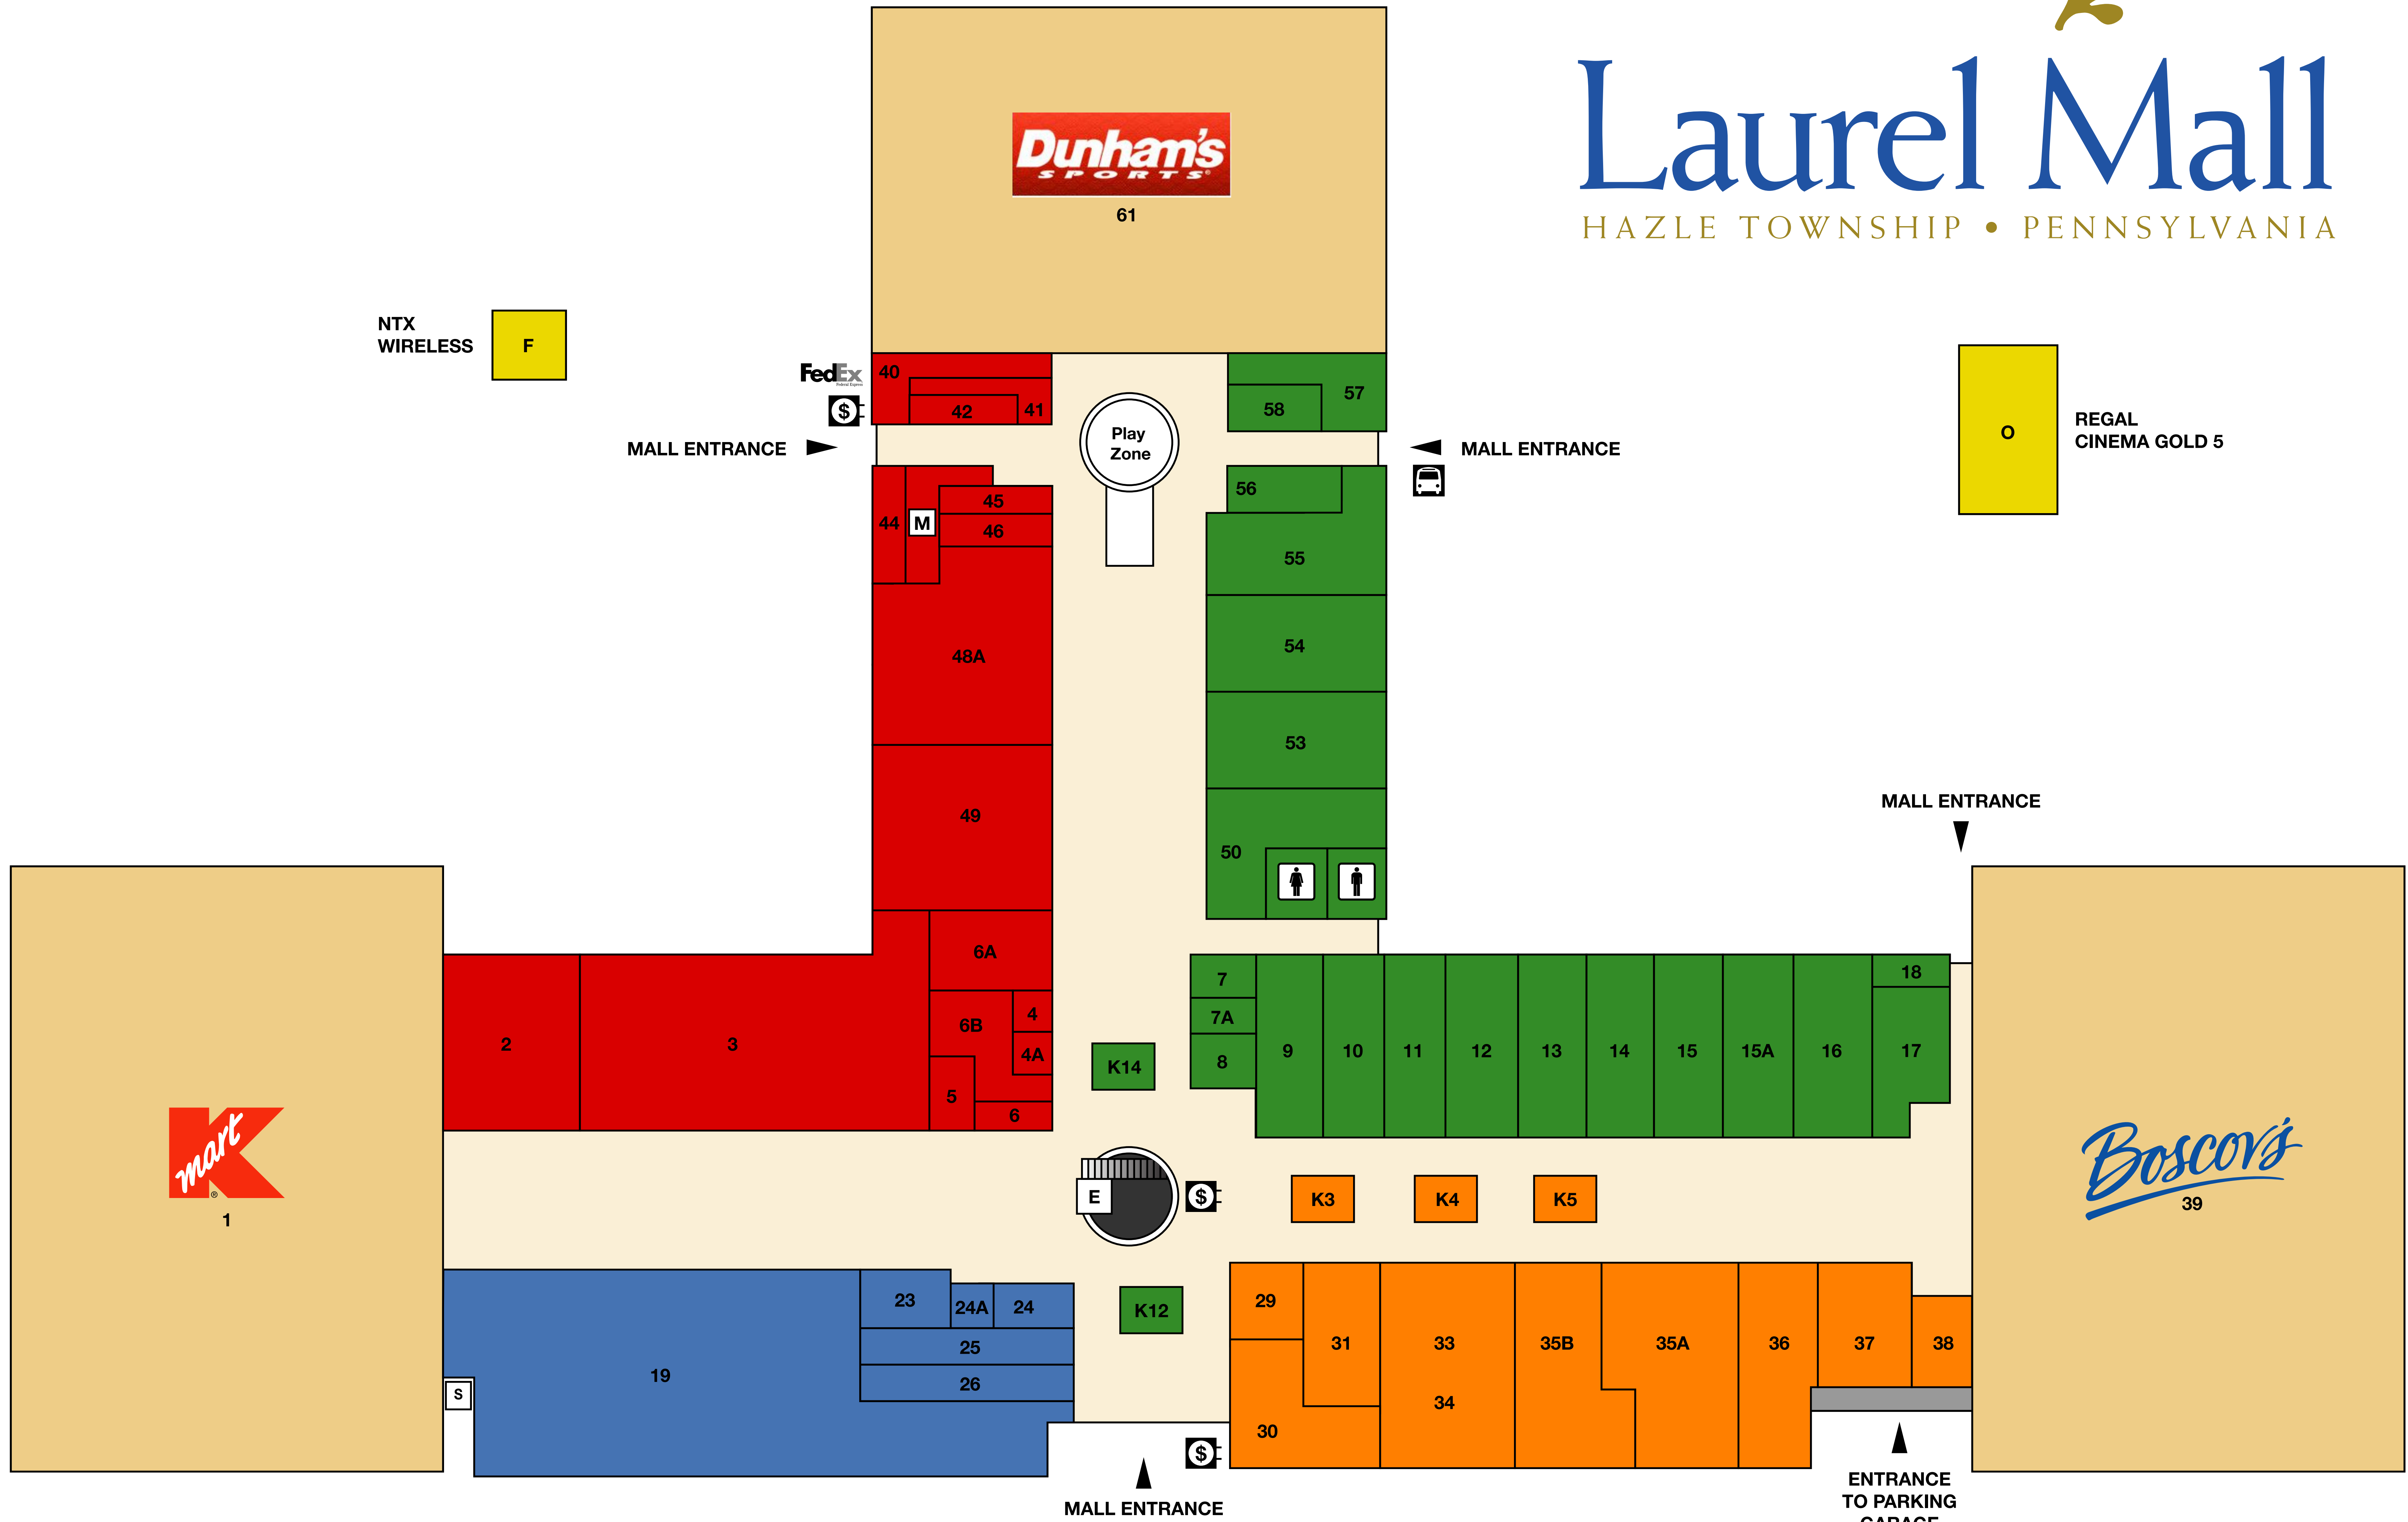 Laurel Mall
HAZLE TOWNSHIP • PENNSYLVANIA
Dunham's
SPORTS
61
NTX
WIRELESS
F
FedEx
Federal Express
$
40
42
41
57
58
Play
Zone
MALL ENTRANCE
MALL ENTRANCE
O
REGAL
CINEMA GOLD 5
44
M
45
46
56
55
48A
54
49
53
50
MALL ENTRANCE
6A
6B
4
4A
5
6
2
3
7
7A
8
9
10
11
12
13
14
15
15A
16
17
18
K14
K mart ®
1
E
$
K3
K4
K5
Boscov's
39
K12
23
24A
24
25
26
19
S
29
30
31
33
34
35B
35A
36
37
38
$
MALL ENTRANCE
ENTRANCE
TO PARKING
GARAGE